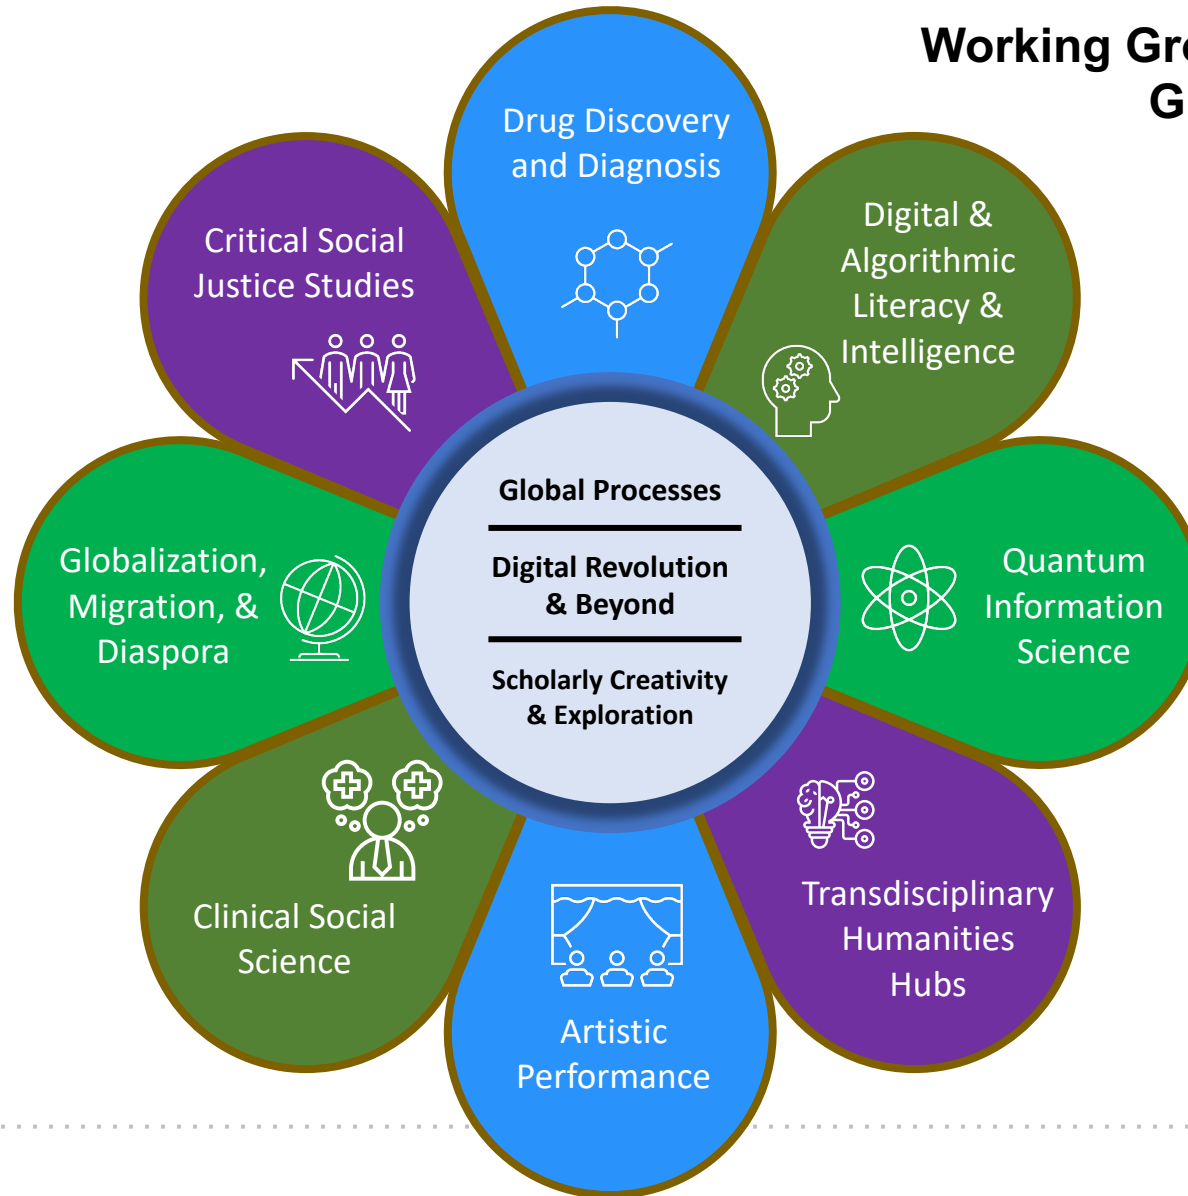 Working
Drug Discovery
and Diagnosis
Digital &
Algorithmic
Literacy &
Intelligence
Quantum
Information
Science
Transdisciplinary
Humanities
Hubs
Artistic
Performance
Clinical Social
Science
Globalization,
Migration, &
Diaspora
Critical Social
Justice Studies
Global Processes
Digital Revolution
& Beyond
Scholarly Creativity
& Exploration